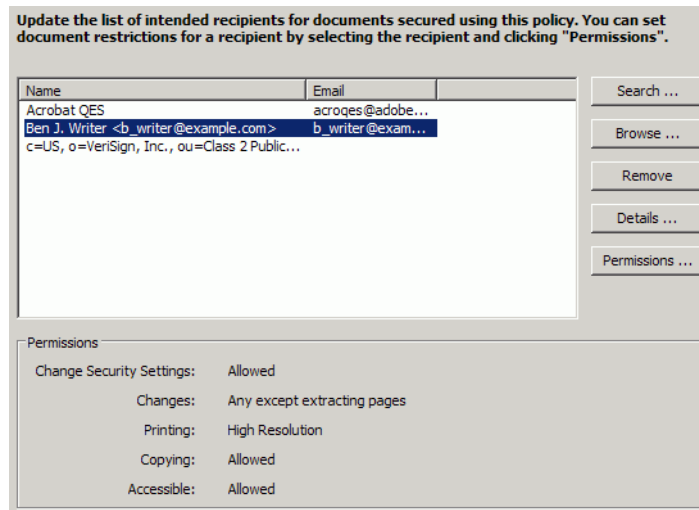 Update the list of intended recipients for documents secured using this policy. You can set
document restrictions for a recipient by selecting the recipient and clicking "Permissions".
Name Email
Search ...
Acrobat QES acroqes@adobe...
Ben J. Writer <b_writer@example.com> b_writer@exam...
Browse ...
c=US, o=VeriSign, Inc., ou=Class 2 Public...
Remove
Details ...
Permissions ...
Permissions
Change Security Settings: Allowed
Changes: Any except extracting pages
Printing: High Resolution
Copying: Allowed
Accessible: Allowed